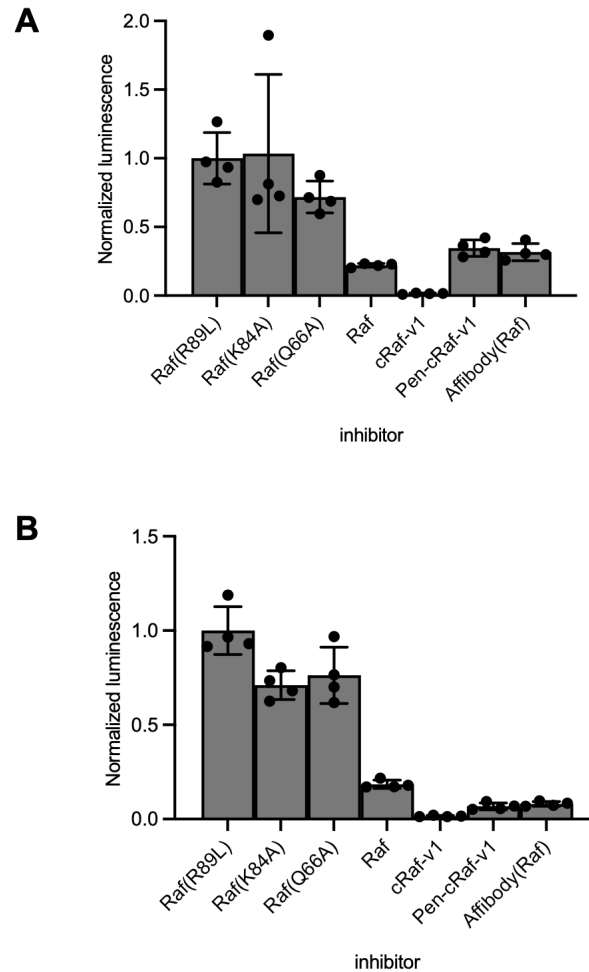 A
Normalized luminescence
2.0
1.5
1.0
0.5
0.0
Raf(R89L)
Raf(K84A)
Raf(Q66A)
Raf
cRaf-v1
Pen-cRaf-v1
Affibody(Raf)
inhibitor
B
Normalized luminescence
1.5
1.0
0.5
0.0
Raf(R89L)
Raf(K84A)
Raf(Q66A)
Raf
cRaf-v1
Pen-cRaf-v1
Affibody(Raf)
inhibitor